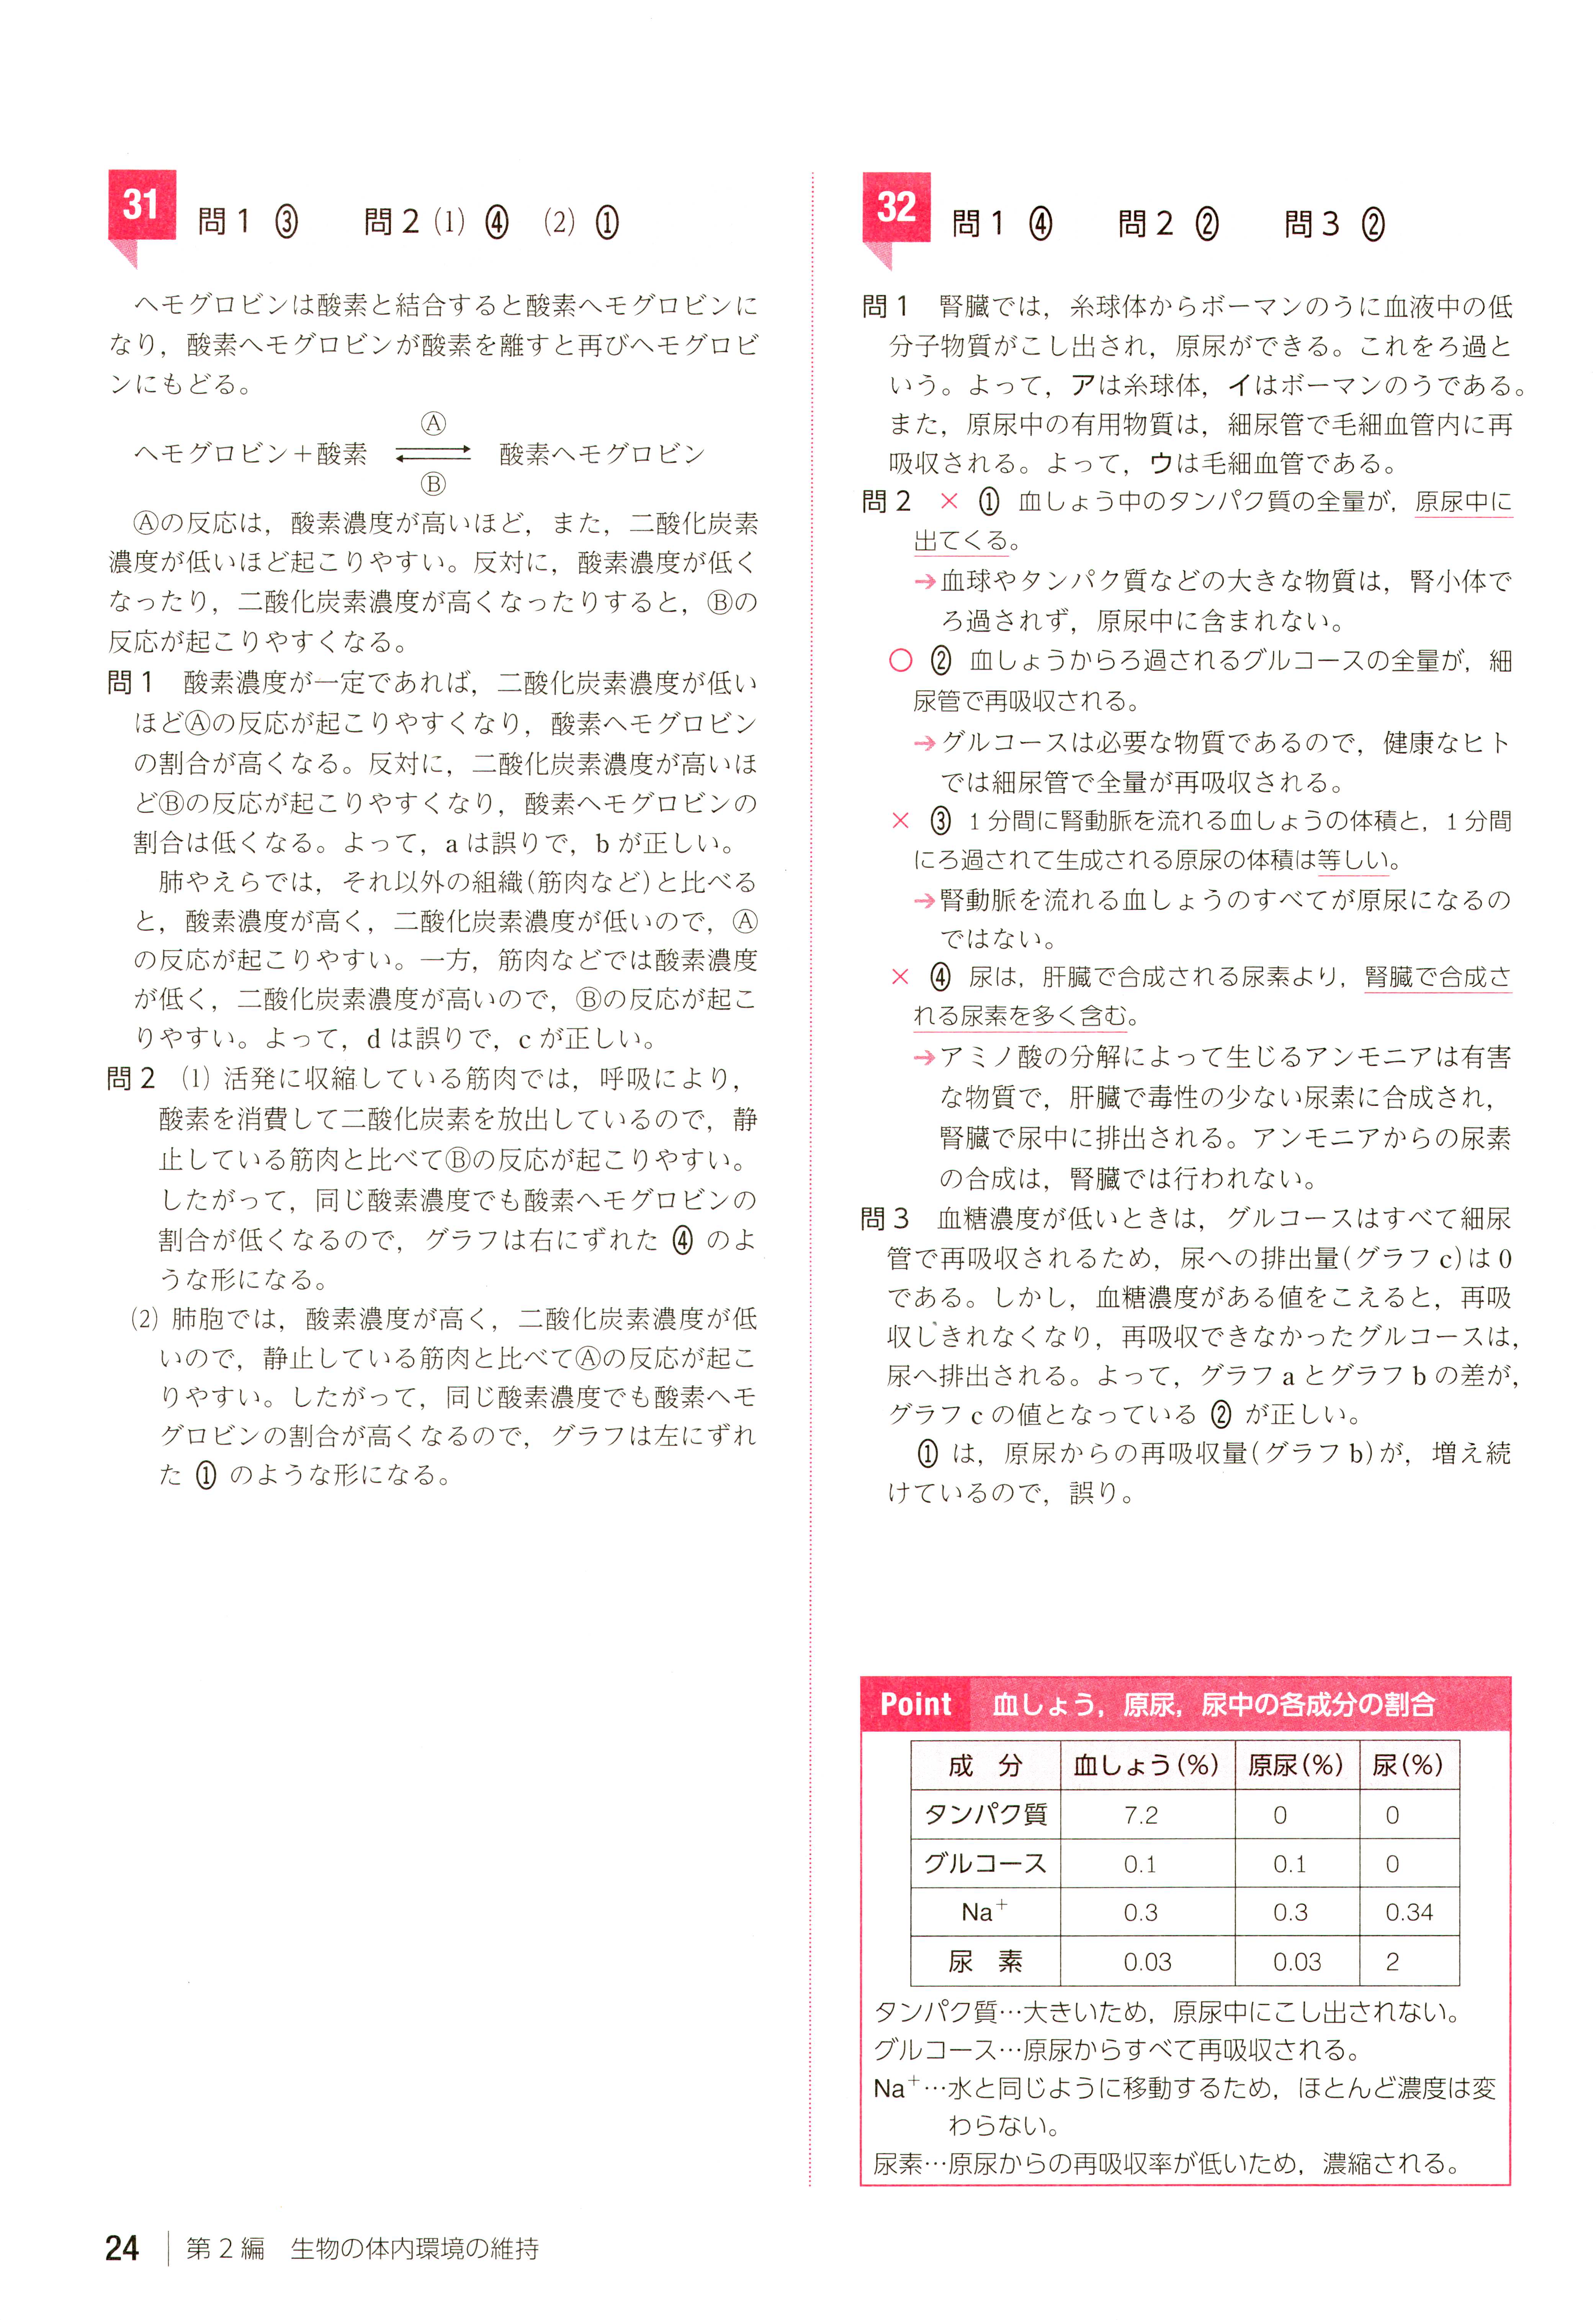 31 問1 ③ 問2 (1) ④ (2) ①
ヘモグロビンは酸素と結合すると酸素ヘモグロビンに
なり，酸素ヘモグロビンが酸素を離すと再びヘモグロビ
ンにもどる。
Ⓐ
ヘモグロビン＋酸素 ⇄ 酸素ヘモグロビン
Ⓑ
Ⓐの反応は，酸素濃度が高いほど，また，二酸化炭素
濃度が低いほど起こりやすい。反対に，酸素濃度が低く
なったり，二酸化炭素濃度が高くなったりすると，Ⓑの
反応が起こりやすくなる。
問1 酸素濃度が一定であれば，二酸化炭素濃度が低い
ほどⒶの反応が起こりやすくなり，酸素ヘモグロビン
の割合が高くなる。反対に，二酸化炭素濃度が高いほ
どⒷの反応が起こりやすくなり，酸素ヘモグロビンの
割合は低くなる。よって，aは誤りで，bが正しい。
肺やえらでは，それ以外の組織(筋肉など)と比べる
と，酸素濃度が高く，二酸化炭素濃度が低いので，Ⓐ
の反応が起こりやすい。一方，筋肉などでは酸素濃度
が低く，二酸化炭素濃度が高いので，Ⓑの反応が起こ
りやすい。よって，dは誤りで，cが正しい。
問2 (1) 活発に収縮している筋肉では，呼吸により，
酸素を消費して二酸化炭素を放出しているので，静
止している筋肉と比べてⒷの反応が起こりやすい。
したがって，同じ酸素濃度でも酸素ヘモグロビンの
割合が低くなるので，グラフは右にずれた ④ のよ
うな形になる。
(2) 肺胞では，酸素濃度が高く，二酸化炭素濃度が低
いので，静止している筋肉と比べてⒶの反応が起こ
りやすい。したがって，同じ酸素濃度でも酸素ヘモ
グロビンの割合が高くなるので，グラフは左にずれ
た ① のような形になる。
32 問1 ④ 問2 ② 問3 ②
問1 腎臓では，糸球体からボーマンのうに血液中の低
分子物質がこし出され，原尿ができる。これをろ過と
いう。よって，アは糸球体，イはボーマンのうである。
また，原尿中の有用物質は，細尿管で毛細血管内に再
吸収される。よって，ウは毛細血管である。
問2 × ① 血しょう中のタンパク質の全量が，原尿中に
出てくる。
→血球やタンパク質などの大きな物質は，腎小体で
ろ過されず，原尿中に含まれない。
○ ② 血しょうからろ過されるグルコースの全量が，細
尿管で再吸収される。
→グルコースは必要な物質であるので，健康なヒト
では細尿管で全量が再吸収される。
× ③ 1分間に腎動脈を流れる血しょうの体積と，1分間
にろ過されて生成される原尿の体積は等しい。
→腎動脈を流れる血しょうのすべてが原尿になるの
ではない。
× ④ 尿は，肝臓で合成される尿素より，腎臓で合成さ
れる尿素を多く含む。
→アミノ酸の分解によって生じるアンモニアは有害
な物質で，肝臓で毒性の少ない尿素に合成され，
腎臓で尿中に排出される。アンモニアからの尿素
の合成は，腎臓では行われない。
問3 血糖濃度が低いときは，グルコースはすべて細尿
管で再吸収されるため，尿への排出量(グラフc)は0
である。しかし，血糖濃度がある値をこえると，再吸
収しきれなくなり，再吸収できなかったグルコースは，
尿へ排出される。よって，グラフaとグラフbの差が，
グラフcの値となっている ② が正しい。
① は，原尿からの再吸収量(グラフb)が，増え続
けているので，誤り。
Point 血しょう，原尿，尿中の各成分の割合
成 分 血しょう(%) 原尿(%) 尿(%)
タンパク質 7.2 0 0
グルコース 0.1 0.1 0
Na⁺ 0.3 0.3 0.34
尿 素 0.03 0.03 2
タンパク質…大きいため，原尿中にこし出されない。
グルコース…原尿からすべて再吸収される。
Na⁺…水と同じように移動するため，ほとんど濃度は変
わらない。
尿素…原尿からの再吸収率が低いため，濃縮される。
24 第2編 生物の体内環境の維持